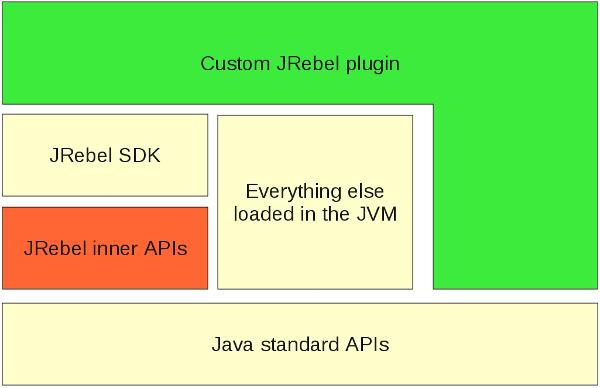 Custom JRebel plugin
JRebel SDK
Everything else
loaded in the JVM
JRebel inner APIs
Java standard APIs